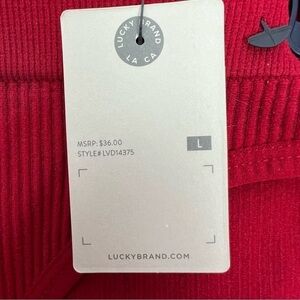 LUCKY BRAND
LA CA
MSRP: $36.00
STYLE# LVD14375
L
LUCKYBRAND.COM